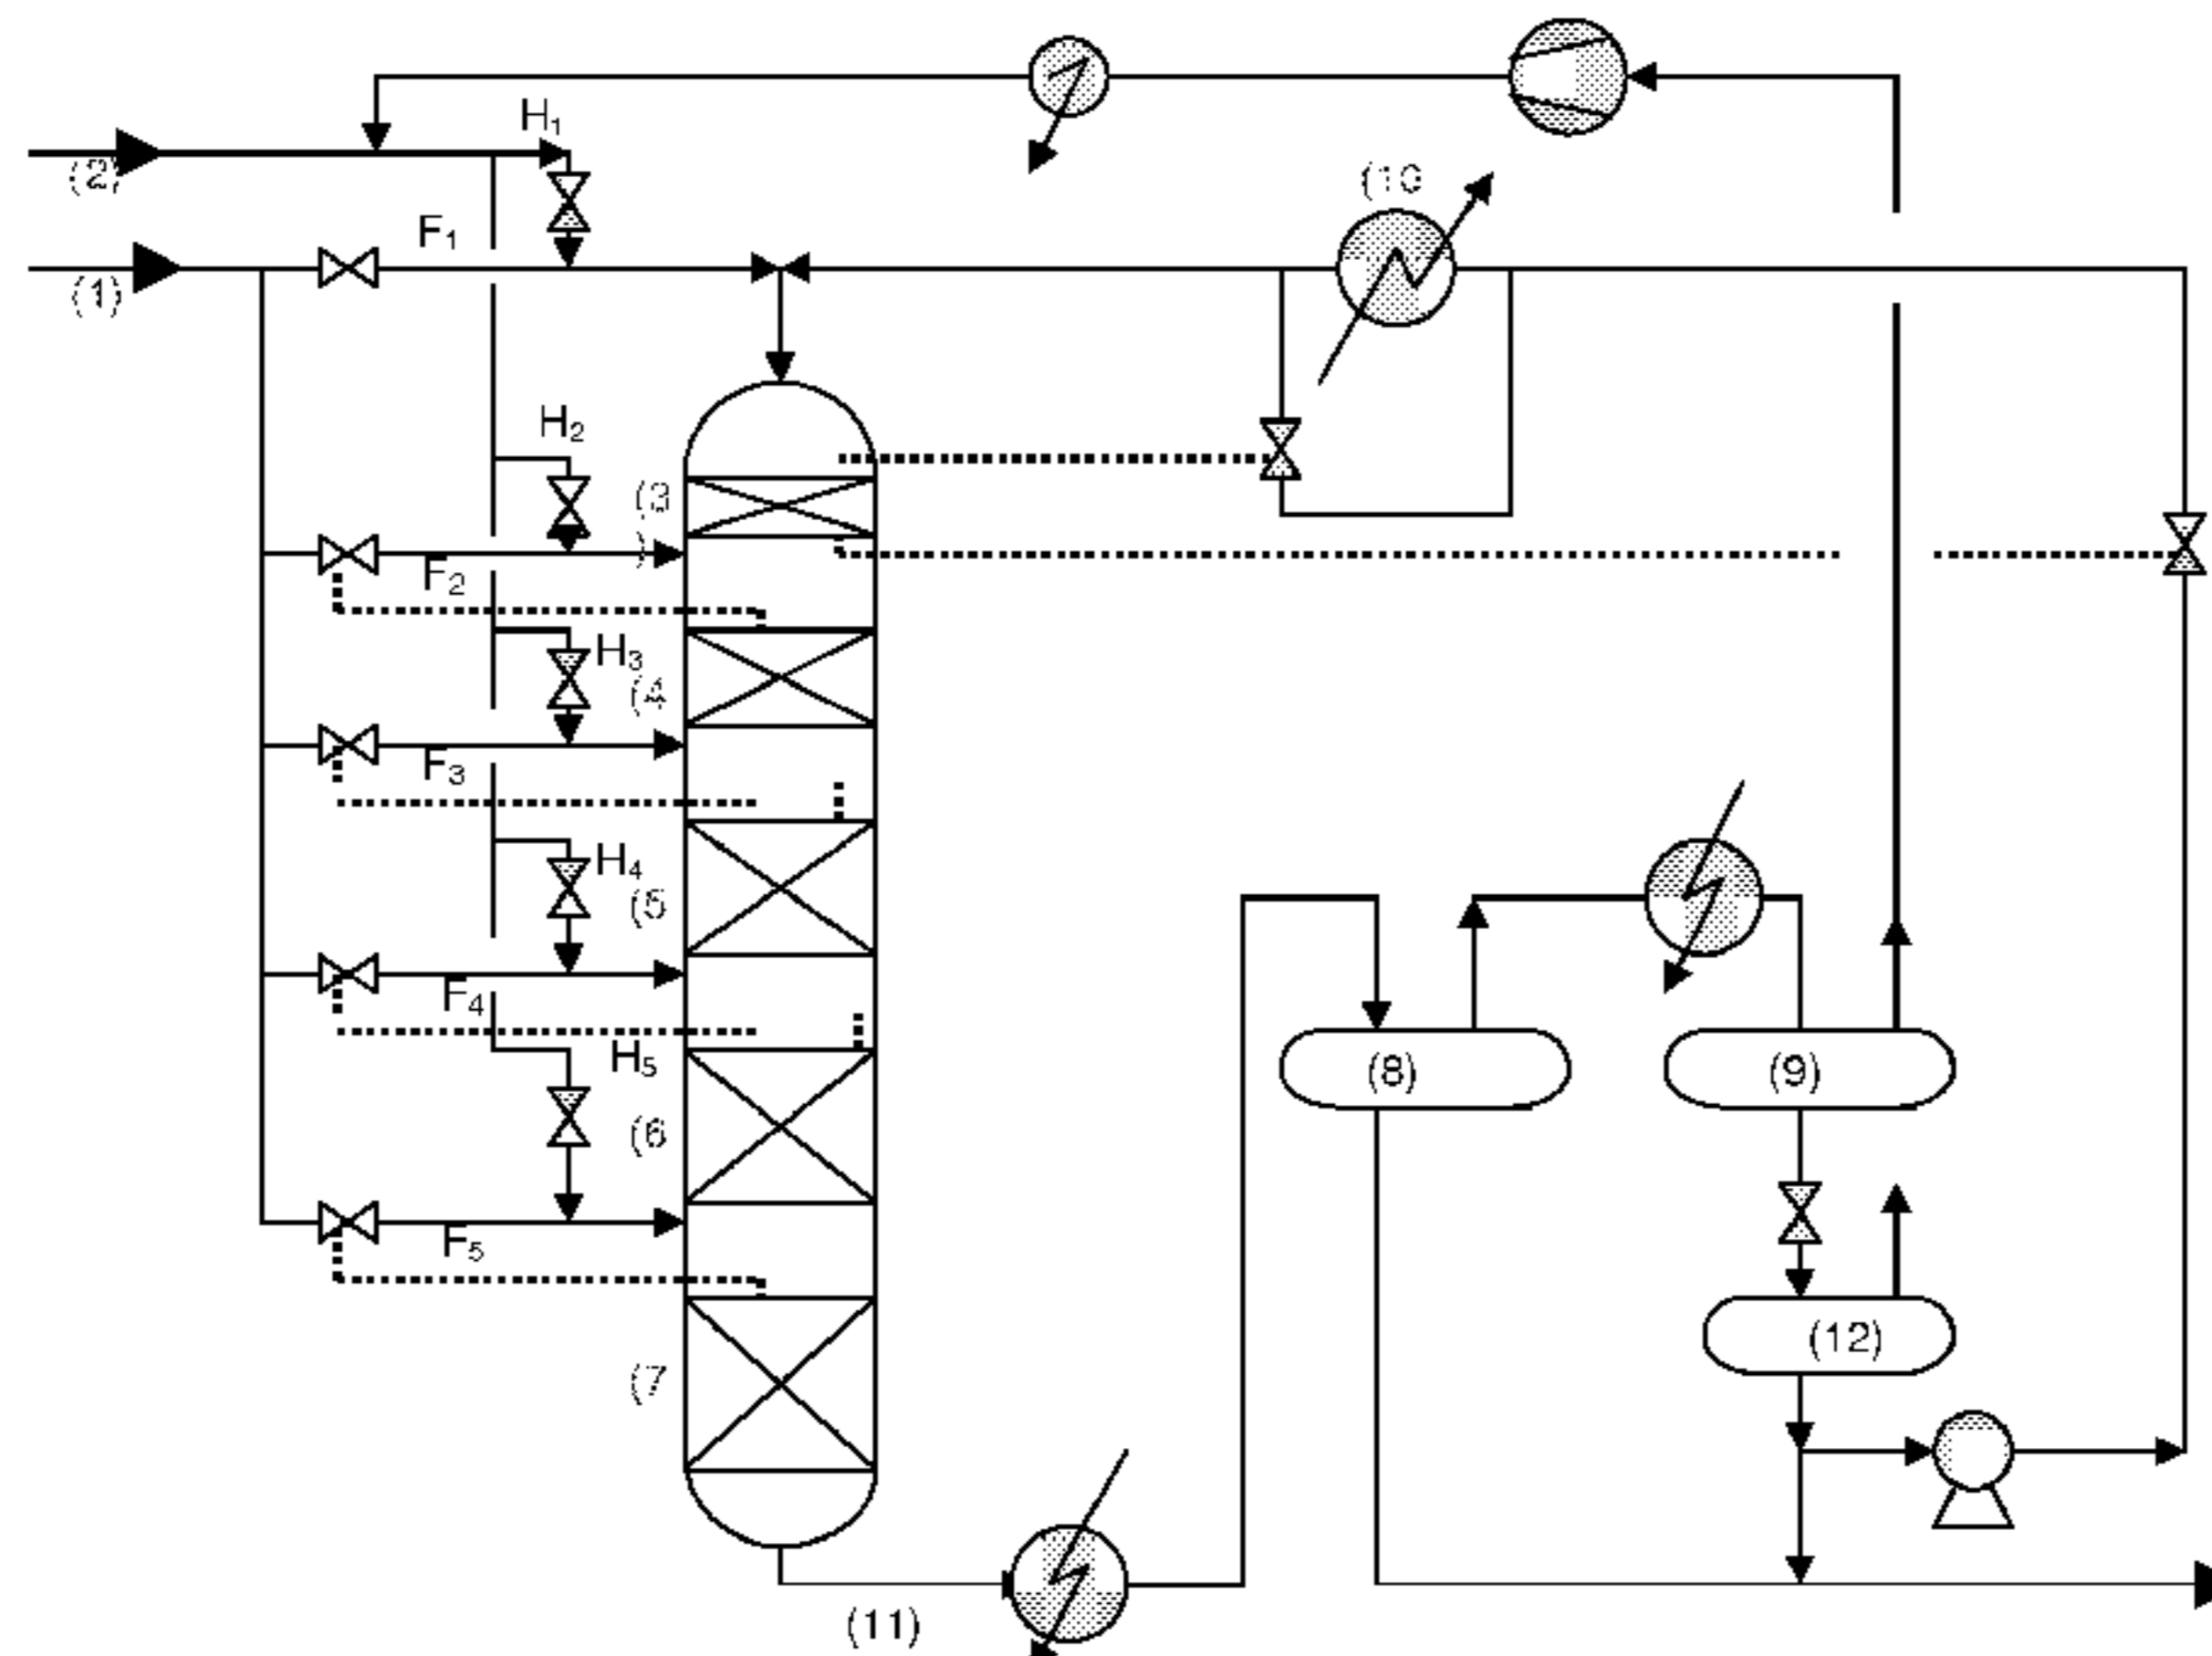 H1
(2)
(10
F1
(1)
H2
(3
)
F2
H3
(4
F3
H4
(5
F4
H5
(8)
(9)
(6
F5
(12)
(7
(11)